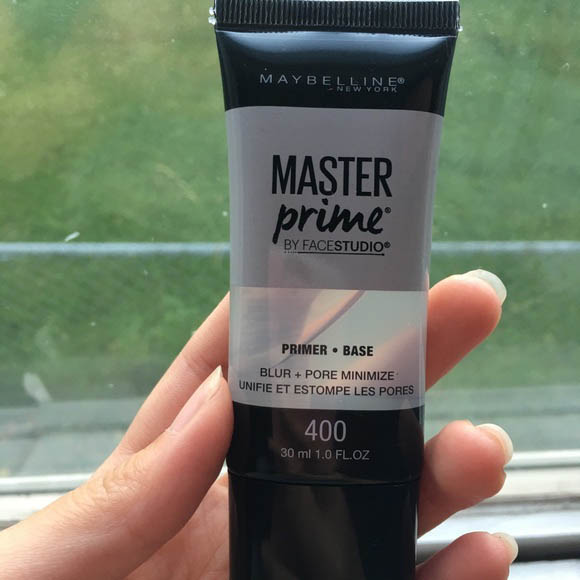 MAYBELLINE®
NEW YORK
MASTER
prime®
BY FACESTUDIO®
PRIMER • BASE
BLUR + PORE MINIMIZE
UNIFIE ET ESTOMPE LES PORES
400
30 ml 1.0 FL.OZ